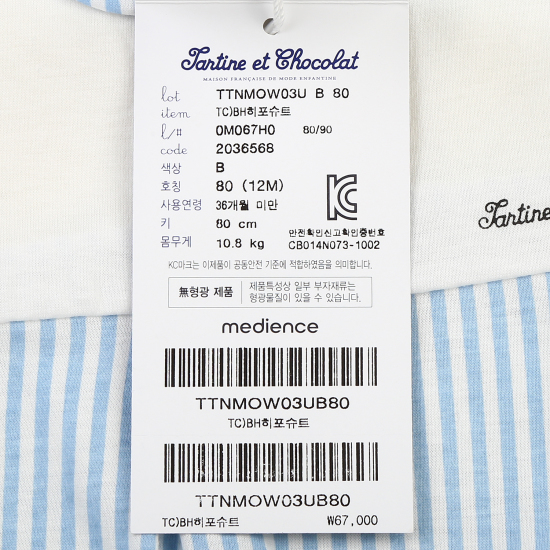 Tartine et Chocolat
MAISON FRANÇAISE DE MODE ENFANTINE
lot TTNMOW03U B 80
item TC)BH히포슈트
l/# 0M067H0 80/90
code 2036568
색상 B
호칭 80 (12M)
사용연령 36개월 미만
키 80 cm
몸무게 10.8 kg
안전확인신고확인증번호
CB014N073-1002
KC마크는 이제품이 공동안전 기준에 적합하였음을 의미합니다.
無형광 제품
제품특성상 일부 부자재류는
형광물질이 있을 수 있습니다.
medience
TTNMOW03UB80
TC)BH히포슈트
TTNMOW03UB80
TC)BH히포슈트 ₩67,000
Tartine